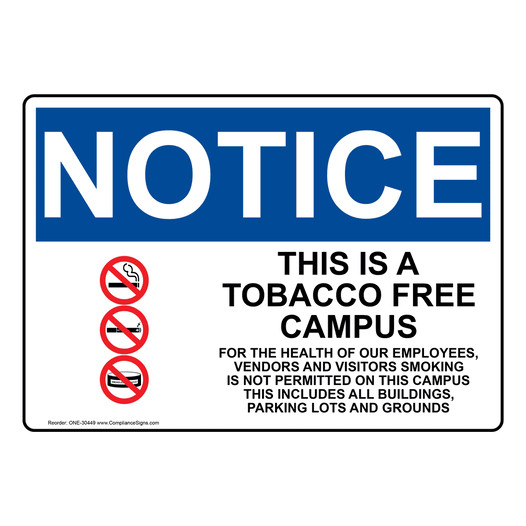 NOTICE
THIS IS A
TOBACCO FREE
CAMPUS
FOR THE HEALTH OF OUR EMPLOYEES,
VENDORS AND VISITORS SMOKING
IS NOT PERMITTED ON THIS CAMPUS
THIS INCLUDES ALL BUILDINGS,
PARKING LOTS AND GROUNDS
Reorder: ONE-30449 www.ComplianceSigns.com